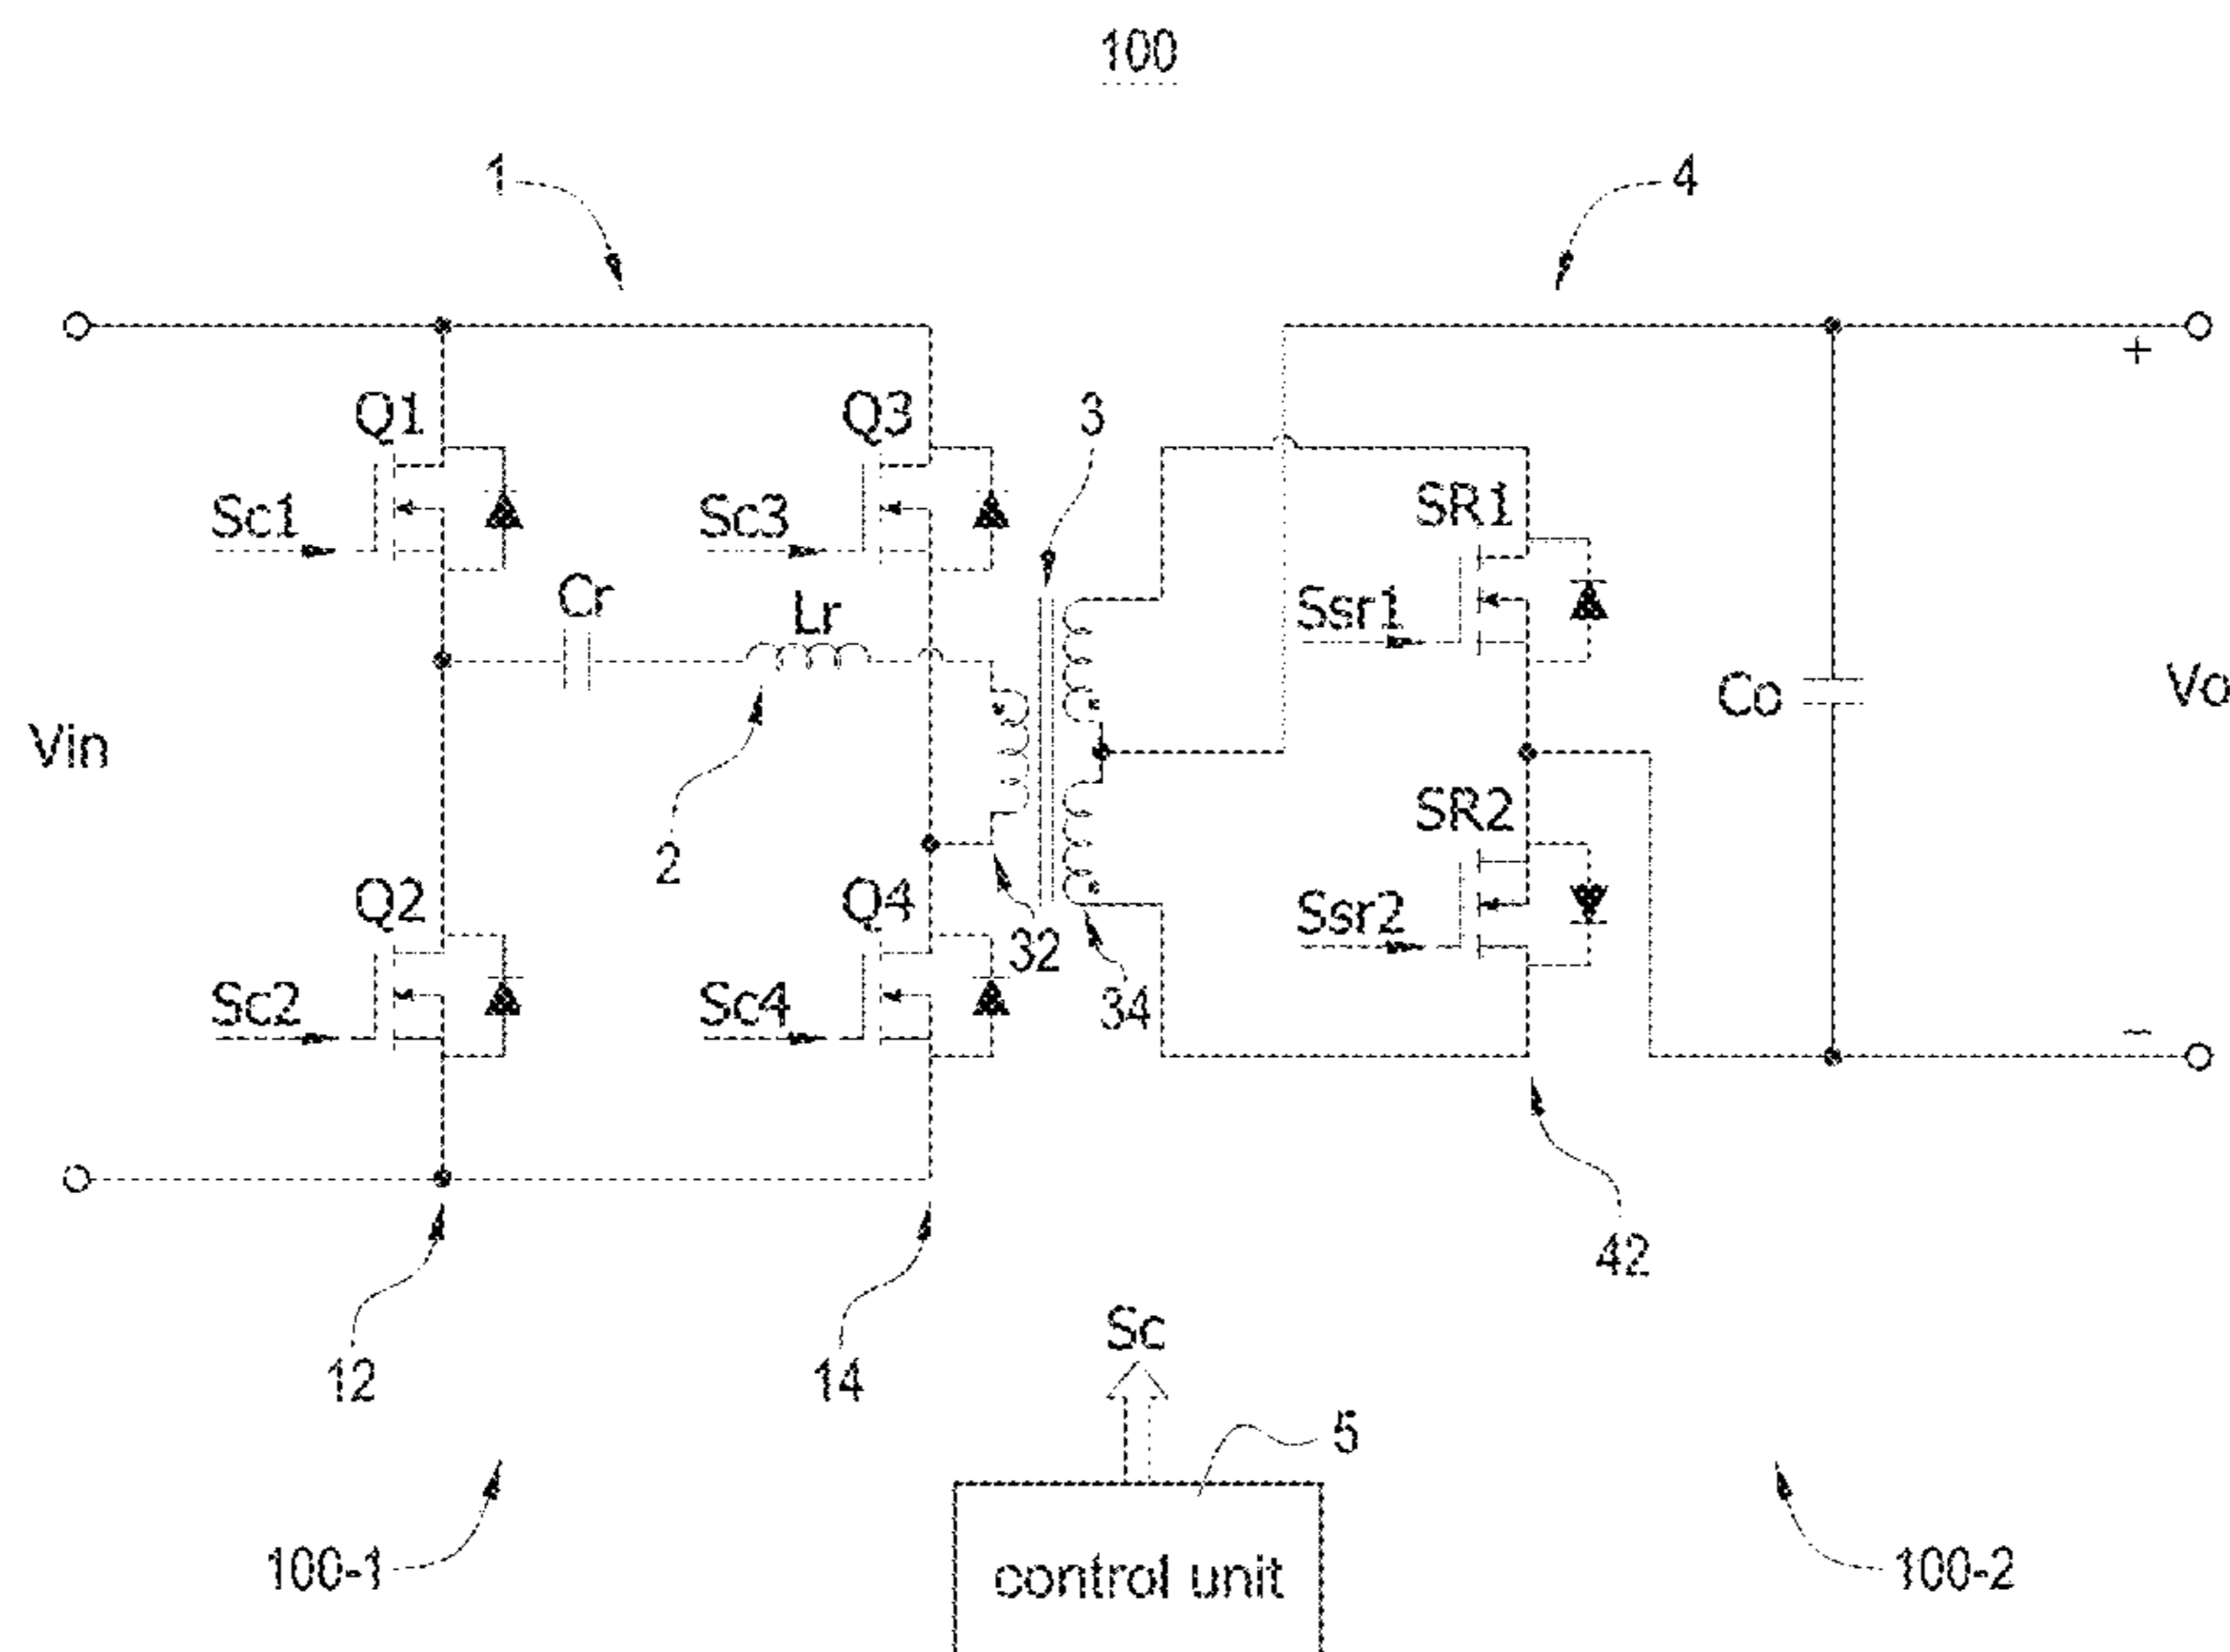 100
1
4
Q1
Q3
3
Sc1
Sc3
SR1
Cr
Lr
Ssr1
Co
Vo
+
Vin
2
SR2
Q2
Q4
32
Ssr2
Sc2
Sc4
34
−
42
12
14
Sc
5
100-1
control unit
100-2